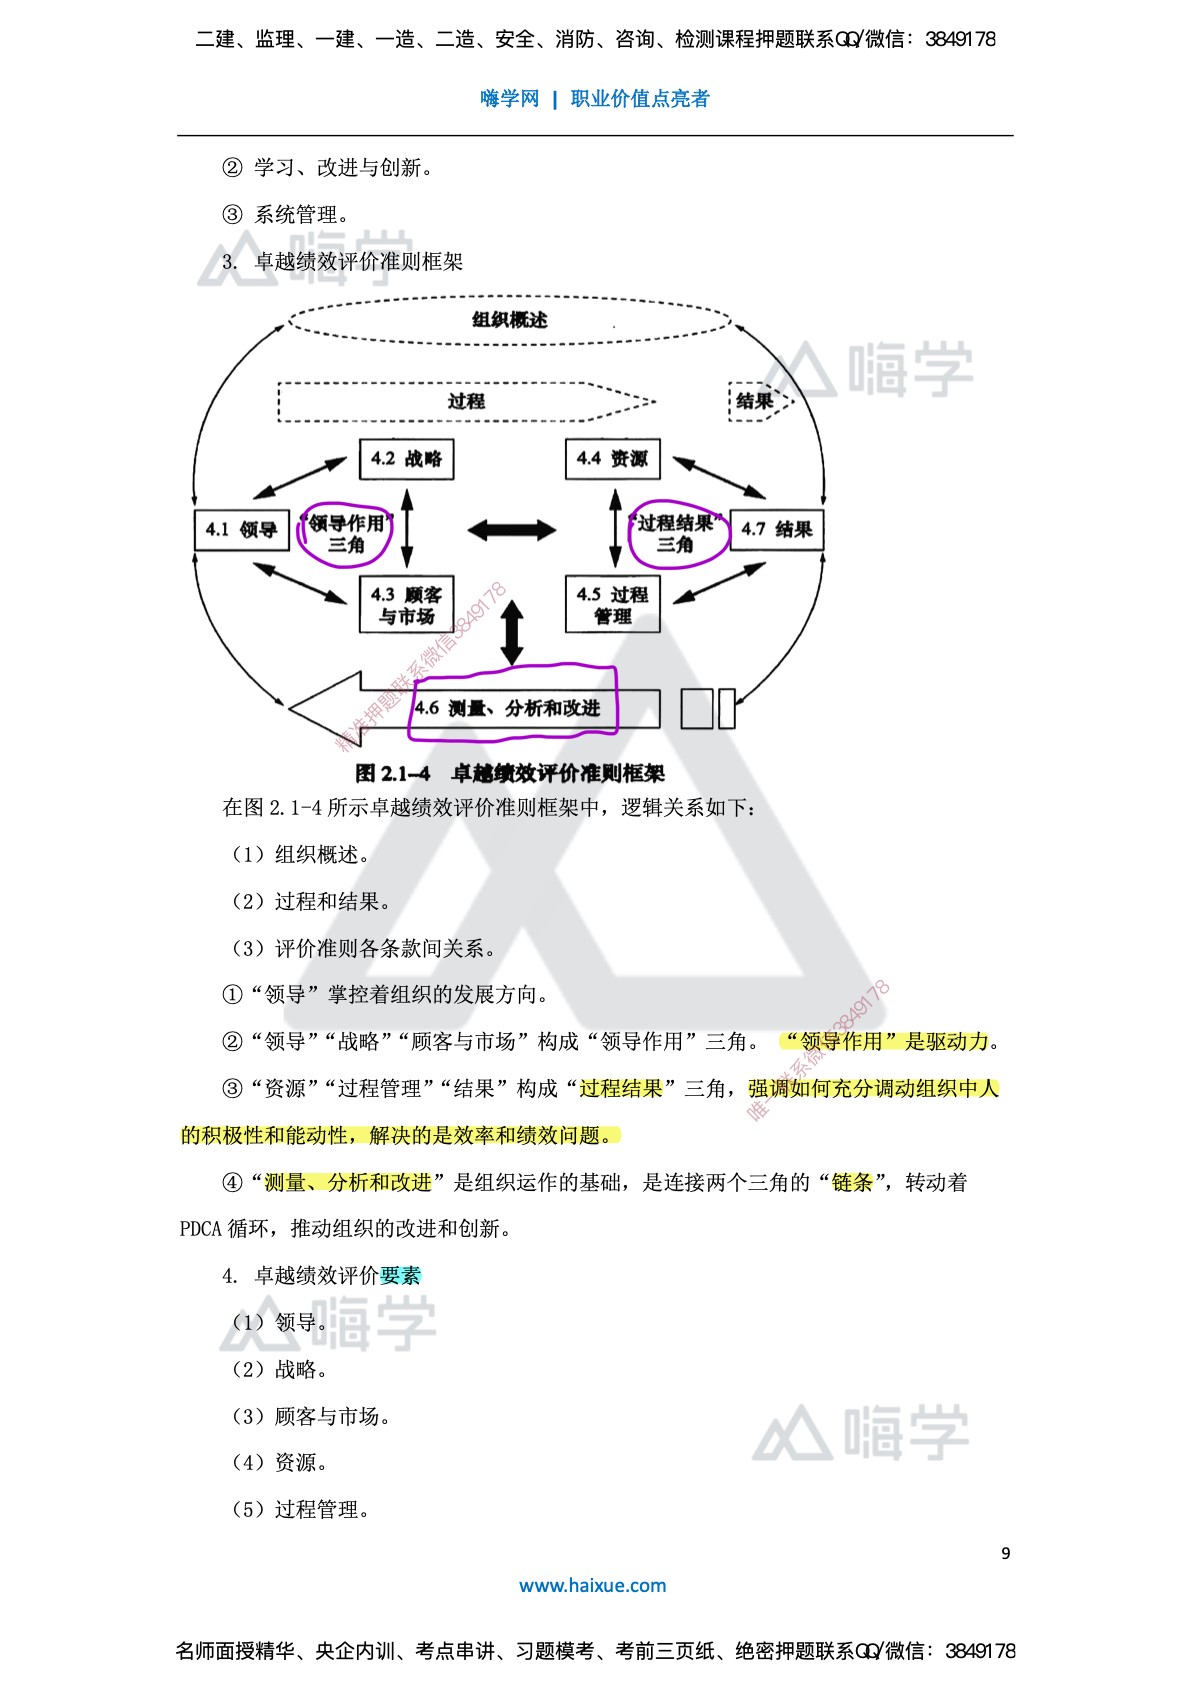 二建、监理、一建、一造、二造、安全、消防、咨询、检测课程押题联系QQ/微信：3849178
嗨学网 | 职业价值点亮者
② 学习、改进与创新。
③ 系统管理。
嗨学
3. 卓越绩效评价准则框架
组织概述
嗨学
过程
结果
4.2 战略
4.4 资源
4.1 领导
“领导作用”
三角
“过程结果”
三角
4.7 结果
4.3 顾客
与市场
4.5 过程
管理
精准押题联系微信3849178
4.6 测量、分析和改进
图 2.1-4 卓越绩效评价准则框架
在图 2.1-4 所示卓越绩效评价准则框架中，逻辑关系如下：
（1）组织概述。
（2）过程和结果。
（3）评价准则各条款间关系。
①“领导”掌控着组织的发展方向。
②“领导”“战略”“顾客与市场”构成“领导作用”三角。 “领导作用”是驱动力。
③“资源”“过程管理”“结果”构成“过程结果”三角，强调如何充分调动组织中人
的积极性和能动性，解决的是效率和绩效问题。
唯一联系微信3849178
④“测量、分析和改进”是组织运作的基础，是连接两个三角的“链条”，转动着
PDCA 循环，推动组织的改进和创新。
4. 卓越绩效评价要素
（1）领导。
嗨学
（2）战略。
（3）顾客与市场。
嗨学
（4）资源。
（5）过程管理。
9
www.haixue.com
名师面授精华、央企内训、考点串讲、习题模考、考前三页纸、绝密押题联系QQ/微信：3849178